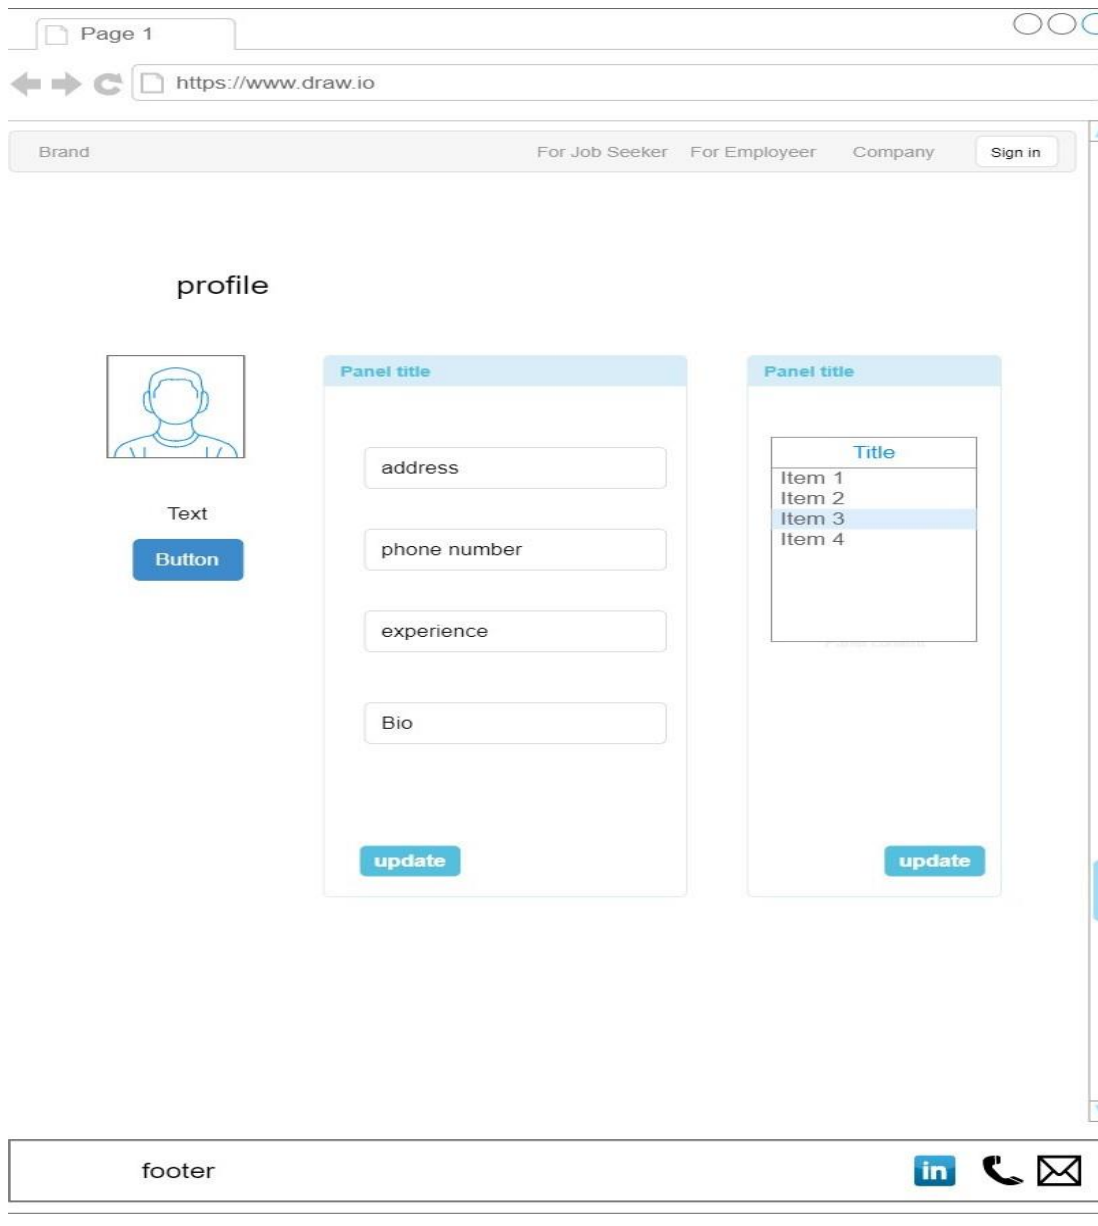 Page 1
https://www.draw.io
Brand For Job Seeker For Employeer Company Sign in
profile
Panel title
address
phone number
experience
Bio
update
Panel title
Title
Item 1
Item 2
Item 3
Item 4
update
Text
Button
footer
in